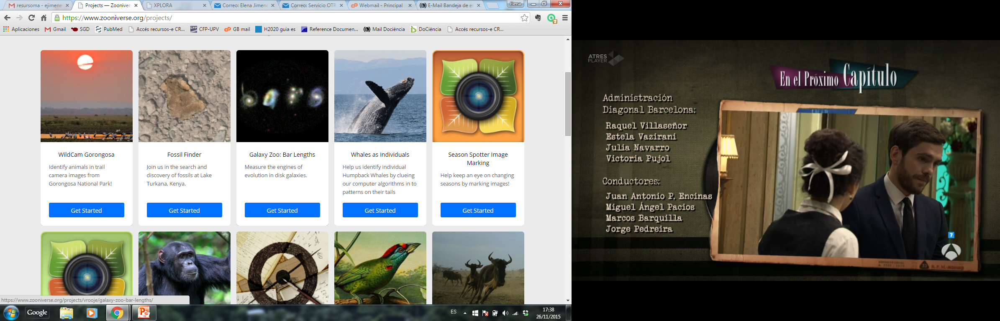 resursoma - ejimene
Projects — Zooniver
XPLORA
Correo: Elena Jimene
Correo: Servicio OTR
Webmail - Principal
E-Mail Bandeja de e
Elena
https://www.zooniverse.org/projects/
2
Aplicaciones
Gmail
SGD
PubMed
Accés recursos-e CR...
CFP-UPV
GB mail
H2020 guia es
Reference Documen...
Mail Dociència
DoCiència
Accés recursos-e CR...
WildCam Gorongosa
Identify animals in trail
camera images from
Gorongosa National Park!
Get Started
Fossil Finder
Join us in the search and
discovery of fossils at Lake
Turkana, Kenya.
Get Started
bars
Galaxy Zoo: Bar Lengths
Measure the engines of
evolution in disk galaxies.
Get Started
Whales as Individuals
Help us identify individual
Humpback Whales by clueing
our computer algorithms in to
patterns on their tails
Get Started
Season Spotter Image
Marking
Help keep an eye on changing
seasons by marking images!
Get Started
https://www.zooniverse.org/projects/vrooje/galaxy-zoo-bar-lengths/
Google
ES
17:38
26/11/2015
ATRES
PLAYER
En el Próximo Capítulo
Administración
Diagonal Barcelona:
Raquel Villaseñor
Estela Vazirani
Julia Navarro
Victoria Pujol
Conductores:
Juan Antonio P. Encinas
Miguel Ángel Pacios
Marcos Barquilla
Jorge Pedreira
7
DEPOSITO LEGAL
33